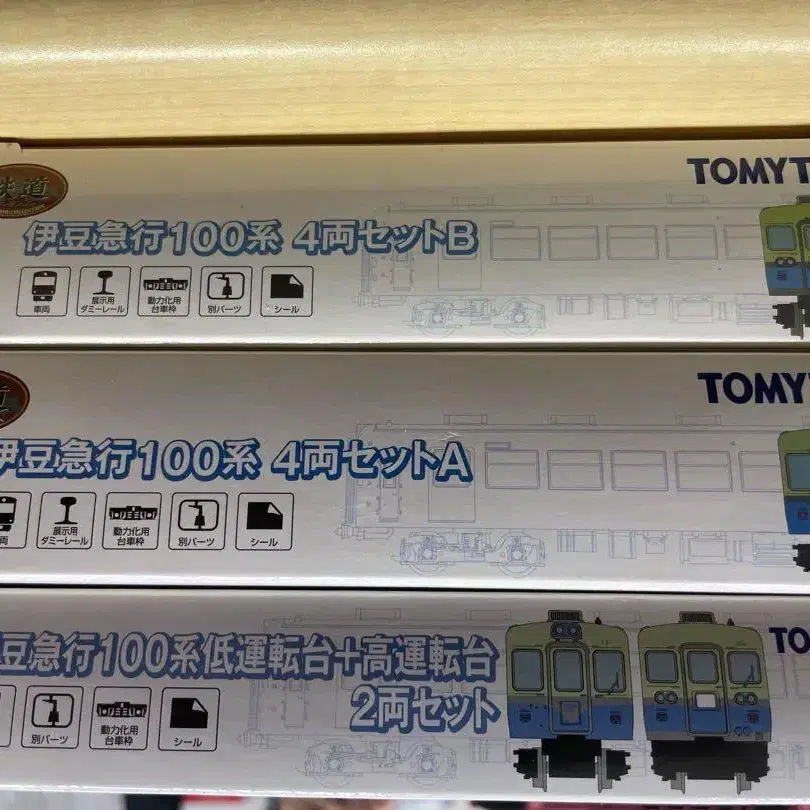 鉄道
TOMYT
伊豆急行100系 4両セットB
車両
展示用
ダミーレール
動力化用
台車枠
別パーツ
シール
TOMYT
伊豆急行100系 4両セットA
両
展示用
ダミーレール
動力化用
台車枠
別パーツ
シール
TO
豆急行100系低運転台+高運転台
2両セット
別パーツ
動力化用
台車枠
シール